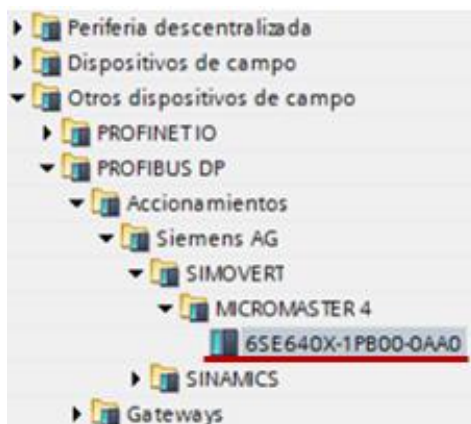 Periferia descentralizada
Dispositivos de campo
Otros dispositivos de campo
PROFINET IO
PROFIBUS DP
Accionamientos
Siemens AG
SIMOVERT
MICROMASTER 4
6SE640X-1PB00-0AA0
SINAMICS
Gateways